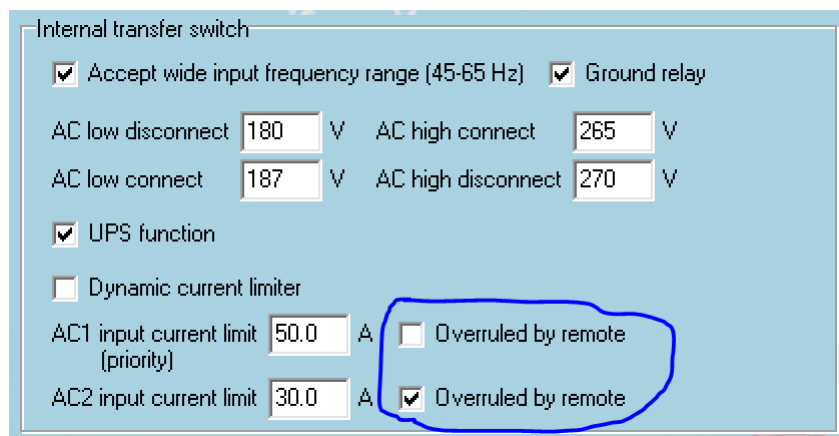 Internal transfer switch
Accept wide input frequency range (45-65 Hz) Ground relay
AC low disconnect 180 V AC high connect 265 V
AC low connect 187 V AC high disconnect 270 V
UPS function
Dynamic current limiter
AC1 input current limit 50.0 A Overruled by remote
(priority)
AC2 input current limit 30.0 A Overruled by remote